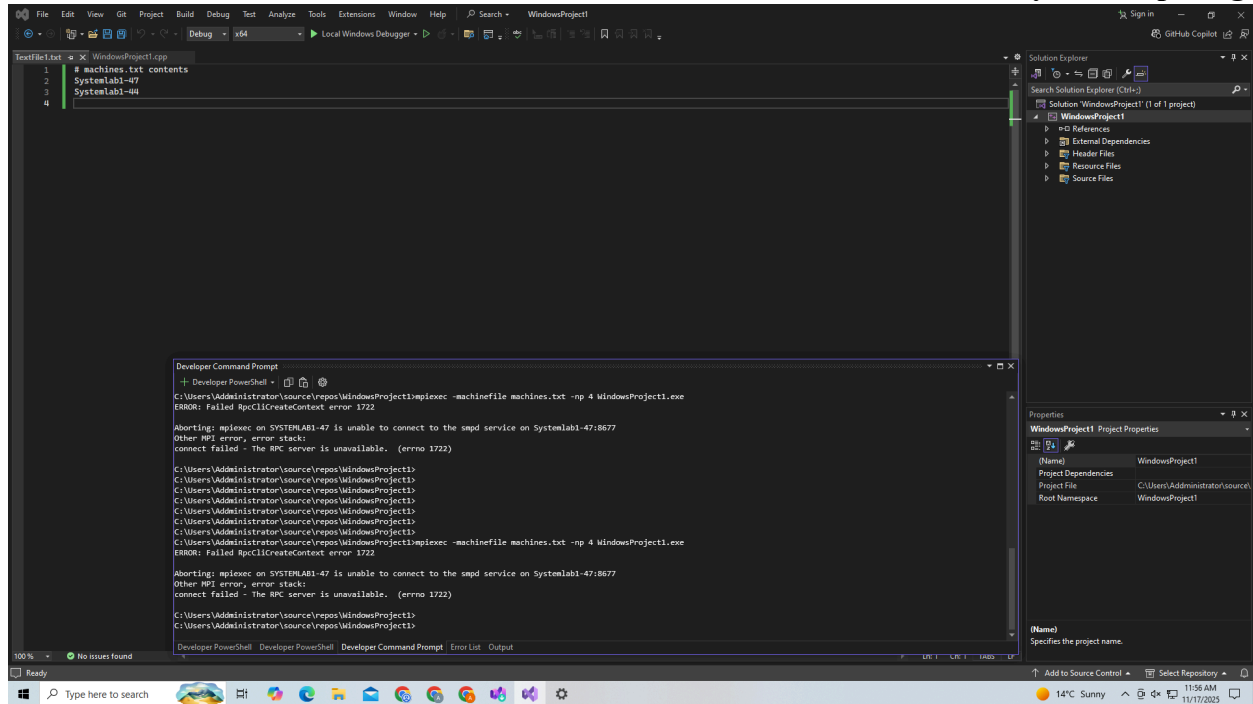 File Edit View Git Project Build Debug Test Analyze Tools Extensions Window Help Search WindowsProject1 Sign in
Debug x64 Local Windows Debugger GitHub Copilot
TextFile1.txt WindowsProject1.cpp
1 # machines.txt contents
2 Systemlab1-47
3 Systemlab1-44
4
Solution Explorer
Search Solution Explorer (Ctrl+;)
Solution 'WindowsProject1' (1 of 1 project)
WindowsProject1
References
External Dependencies
Header Files
Resource Files
Source Files
Developer Command Prompt
+ Developer PowerShell
C:\Users\Addministrator\source\repos\WindowsProject1>mpiexec -machinefile machines.txt -np 4 WindowsProject1.exe
ERROR: Failed RpcCliCreateContext error 1722
Aborting: mpiexec on SYSTEMLAB1-47 is unable to connect to the smpd service on Systemlab1-47:8677
Other MPI error, error stack:
connect failed - The RPC server is unavailable.  (errno 1722)
C:\Users\Addministrator\source\repos\WindowsProject1>
C:\Users\Addministrator\source\repos\WindowsProject1>
C:\Users\Addministrator\source\repos\WindowsProject1>
C:\Users\Addministrator\source\repos\WindowsProject1>
C:\Users\Addministrator\source\repos\WindowsProject1>
C:\Users\Addministrator\source\repos\WindowsProject1>
C:\Users\Addministrator\source\repos\WindowsProject1>
C:\Users\Addministrator\source\repos\WindowsProject1>mpiexec -machinefile machines.txt -np 4 WindowsProject1.exe
ERROR: Failed RpcCliCreateContext error 1722
Aborting: mpiexec on SYSTEMLAB1-47 is unable to connect to the smpd service on Systemlab1-47:8677
Other MPI error, error stack:
connect failed - The RPC server is unavailable.  (errno 1722)
C:\Users\Addministrator\source\repos\WindowsProject1>
C:\Users\Addministrator\source\repos\WindowsProject1>
Developer PowerShell Developer PowerShell Developer Command Prompt Error List Output
Properties
WindowsProject1 Project Properties
(Name) WindowsProject1
Project Dependencies
Project File C:\Users\Addministrator\source\
Root Namespace WindowsProject1
(Name)
Specifies the project name.
100 % No issues found Ln: 1 Ch: 1 TABS LF
Ready Add to Source Control Select Repository
Type here to search 14°C Sunny 11:56 AM
11/17/2025